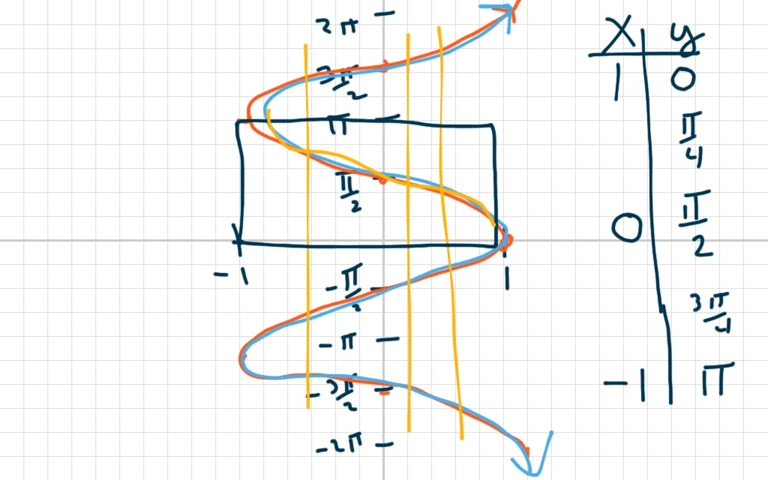 2π
3π/2
π
π/2
-1
1
-π/2
-π
-3π/2
-2π
x y
1 0
π/4
0 π/2
3π/4
-1 π